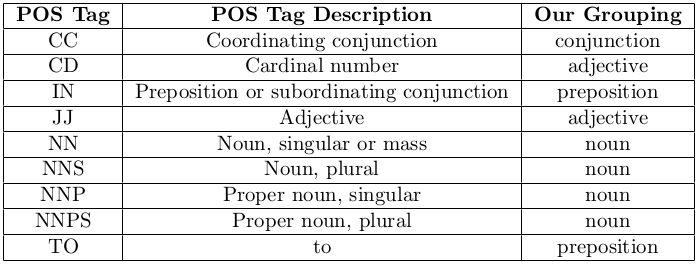 POS Tag POS Tag Description Our Grouping
CC Coordinating conjunction conjunction
CD Cardinal number adjective
IN Preposition or subordinating conjunction preposition
JJ Adjective adjective
NN Noun, singular or mass noun
NNS Noun, plural noun
NNP Proper noun, singular noun
NNPS Proper noun, plural noun
TO to preposition